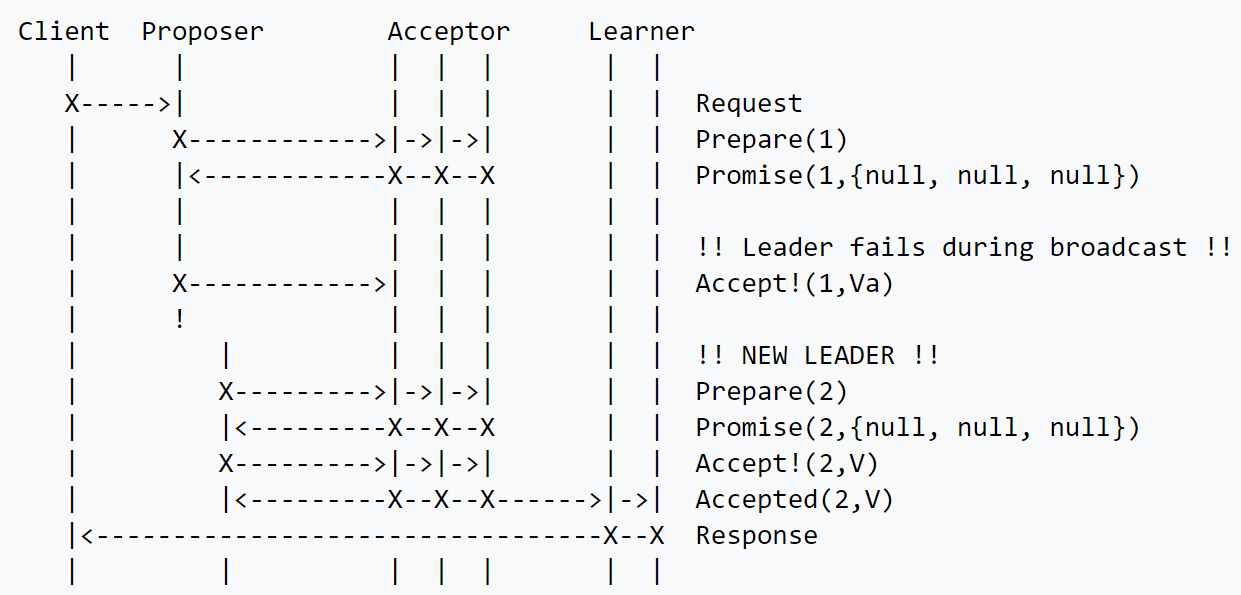 Client  Proposer        Acceptor     Learner
   |      |             |  |  |       |  |
   X----->|             |  |  |       |  |  Request
   |      X------------>|->|->|       |  |  Prepare(1)
   |      |<------------X--X--X       |  |  Promise(1,{null, null, null})
   |      |             |  |  |       |  |
   |      |             |  |  |       |  |  !! Leader fails during broadcast !!
   |      X------------>|  |  |       |  |  Accept!(1,Va)
   |      !             |  |  |       |  |
   |         |          |  |  |       |  |  !! NEW LEADER !!
   |         X--------->|->|->|       |  |  Prepare(2)
   |         |<---------X--X--X       |  |  Promise(2,{null, null, null})
   |         X--------->|->|->|       |  |  Accept!(2,V)
   |         |<---------X--X--X------>|->|  Accepted(2,V)
   |<---------------------------------X--X  Response
   |         |          |  |  |       |  |